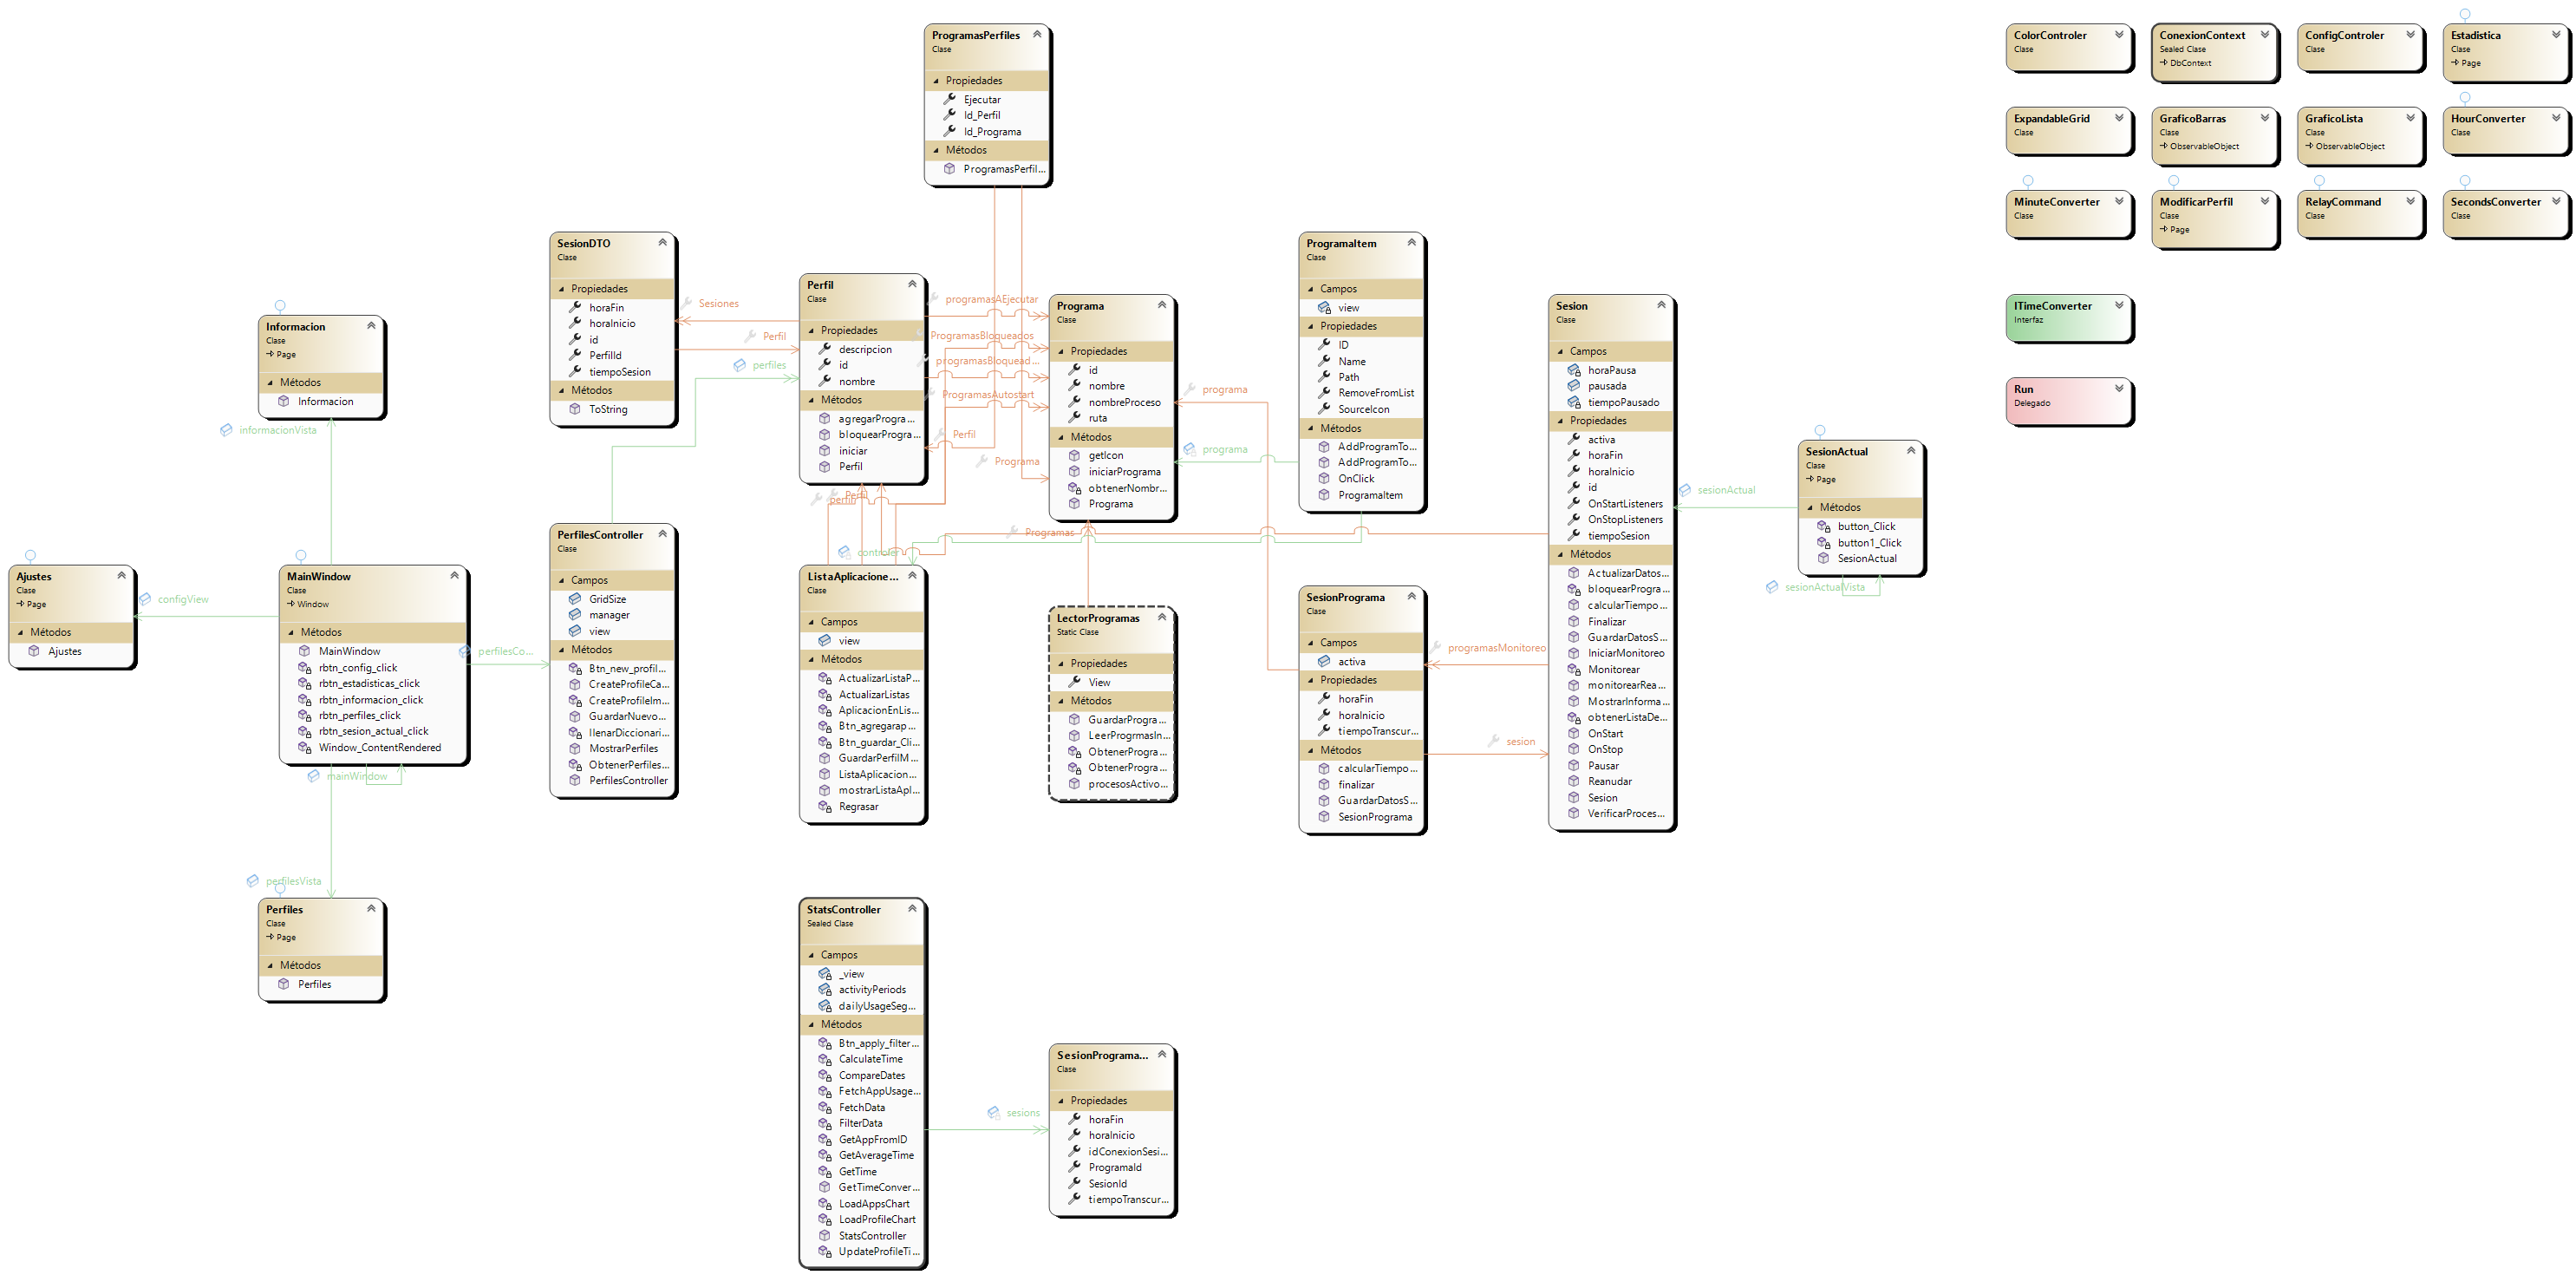 ProgramasPerfiles
Clase
Propiedades
Ejecutar
Id_Perfil
Id_Programa
Métodos
ProgramasPerfil...
SesionDTO
Clase
Propiedades
horaFin
horaInicio
id
PerfilId
tiempoSesion
Métodos
ToString
Sesiones
Perfil
perfiles
Perfil
Clase
Propiedades
descripcion
id
nombre
Métodos
agregarProgra...
bloquearProgra...
iniciar
Perfil
programasAEjecutar
ProgramasBloqueados
programasBloquead...
ProgramasAutostart
Perfil
Programa
Programa
Clase
Propiedades
id
nombre
nombreProceso
ruta
Métodos
getIcon
iniciarPrograma
obtenerNombr...
Programa
programa
programa
ProgramaItem
Clase
Campos
view
Propiedades
ID
Name
Path
RemoveFromList
SourceIcon
Métodos
AddProgramTo...
AddProgramTo...
OnClick
ProgramaItem
Sesion
Clase
Campos
horaPausa
pausada
tiempoPausado
Propiedades
activa
horaFin
horaInicio
id
OnStartListeners
OnStopListeners
tiempoSesion
Métodos
ActualizarDatos...
bloquearProgra...
calcularTiempo...
Finalizar
GuardarDatosS...
IniciarMonitoreo
Monitorear
monitorearRea...
MostrarInforma...
obtenerListaDe...
OnStart
OnStop
Pausar
Reanudar
Sesion
VerificarProces...
sesionActual
SesionActual
Clase
Page
Métodos
button_Click
button1_Click
SesionActual
sesionActualVista
Informacion
Clase
Page
Métodos
Informacion
informacionVista
Ajustes
Clase
Page
Métodos
Ajustes
configView
MainWindow
Clase
Window
Métodos
MainWindow
rbtn_config_click
rbtn_estadisticas_click
rbtn_informacion_click
rbtn_perfiles_click
rbtn_sesion_actual_click
Window_ContentRendered
mainWindow
perfilesCo...
PerfilesController
Clase
Campos
GridSize
manager
view
Métodos
Btn_new_profil...
CreateProfileCa...
CreateProfileIm...
GuardarNuevo...
llenarDiccionari...
MostrarPerfiles
ObtenerPerfiles...
PerfilesController
perfil
Perfil
controler
Programas
ListaAplicacione...
Clase
Campos
view
Métodos
ActualizarListaP...
ActualizarListas
AplicacionEnLis...
Btn_agregarap...
Btn_guardar_Cli...
GuardarPerfilM...
ListaAplicacion...
mostrarListaApl...
Regrasar
LectorProgramas
Static Clase
Propiedades
View
Métodos
GuardarProgra...
LeerProgrmasIn...
ObtenerProgra...
ObtenerProgra...
procesosActivo...
SesionPrograma
Clase
Campos
activa
Propiedades
horaFin
horaInicio
tiempoTranscur...
Métodos
calcularTiempo...
finalizar
GuardarDatosS...
SesionPrograma
programasMonitoreo
sesion
perfilesVista
Perfiles
Clase
Page
Métodos
Perfiles
StatsController
Sealed Clase
Campos
_view
activityPeriods
dailyUsageSeg...
Métodos
Btn_apply_filter...
CalculateTime
CompareDates
FetchAppUsage...
FetchData
FilterData
GetAppFromID
GetAverageTime
GetTime
GetTimeConver...
LoadAppsChart
LoadProfileChart
StatsController
UpdateProfileTi...
sesions
SesionPrograma...
Clase
Propiedades
horaFin
horaInicio
idConexionSesi...
ProgramaId
SesionId
tiempoTranscur...
ColorControler
Clase
ConexionContext
Sealed Clase
DbContext
ConfigControler
Clase
Estadistica
Clase
Page
ExpandableGrid
Clase
GraficoBarras
Clase
ObservableObject
GraficoLista
Clase
ObservableObject
HourConverter
Clase
MinuteConverter
Clase
ModificarPerfil
Clase
Page
RelayCommand
Clase
SecondsConverter
Clase
ITimeConverter
Interfaz
Run
Delegado